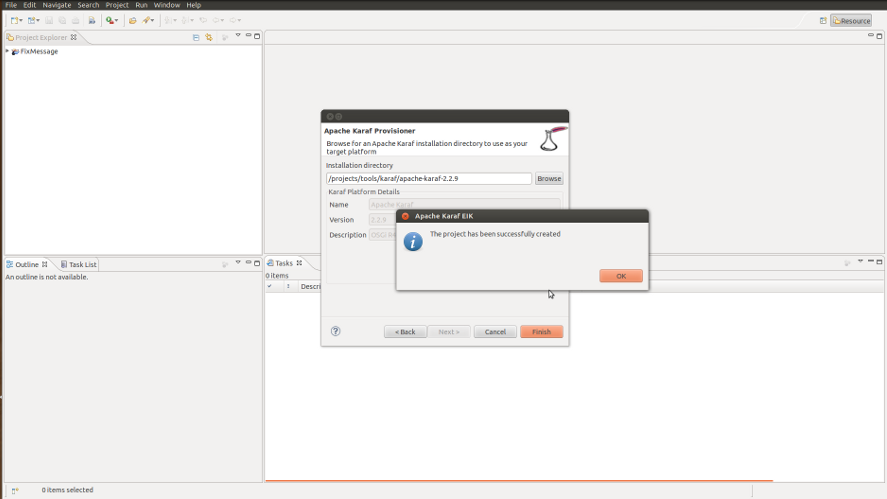 File Edit Navigate Search Project Run Window Help
Resource
Project Explorer
FixMessage
Apache Karaf Provisioner
Browse for an Apache Karaf installation directory to use as your
target platform
Installation directory
/projects/tools/karaf/apache-karaf-2.2.9
Browse
Karaf Platform Details
Name Apache Karaf
Version 2.2.9
Description OSGi
Apache Karaf EIK
The project has been successfully created
OK
< Back Next > Cancel Finish
Outline Task List
An outline is not available.
Tasks
0 items
Descri
0 items selected